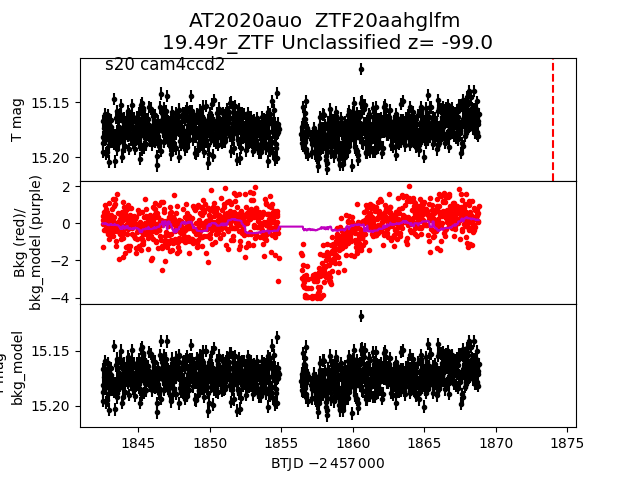 AT2020auo  ZTF20aahglfm
19.49r_ZTF Unclassified z= -99.0
s20 cam4ccd2
T mag
15.15
15.20
Bkg (red)/
bkg_model (purple)
2
0
−2
−4
bkg_model
15.15
15.20
1845
1850
1855
1860
1865
1870
1875
BTJD −2 457 000